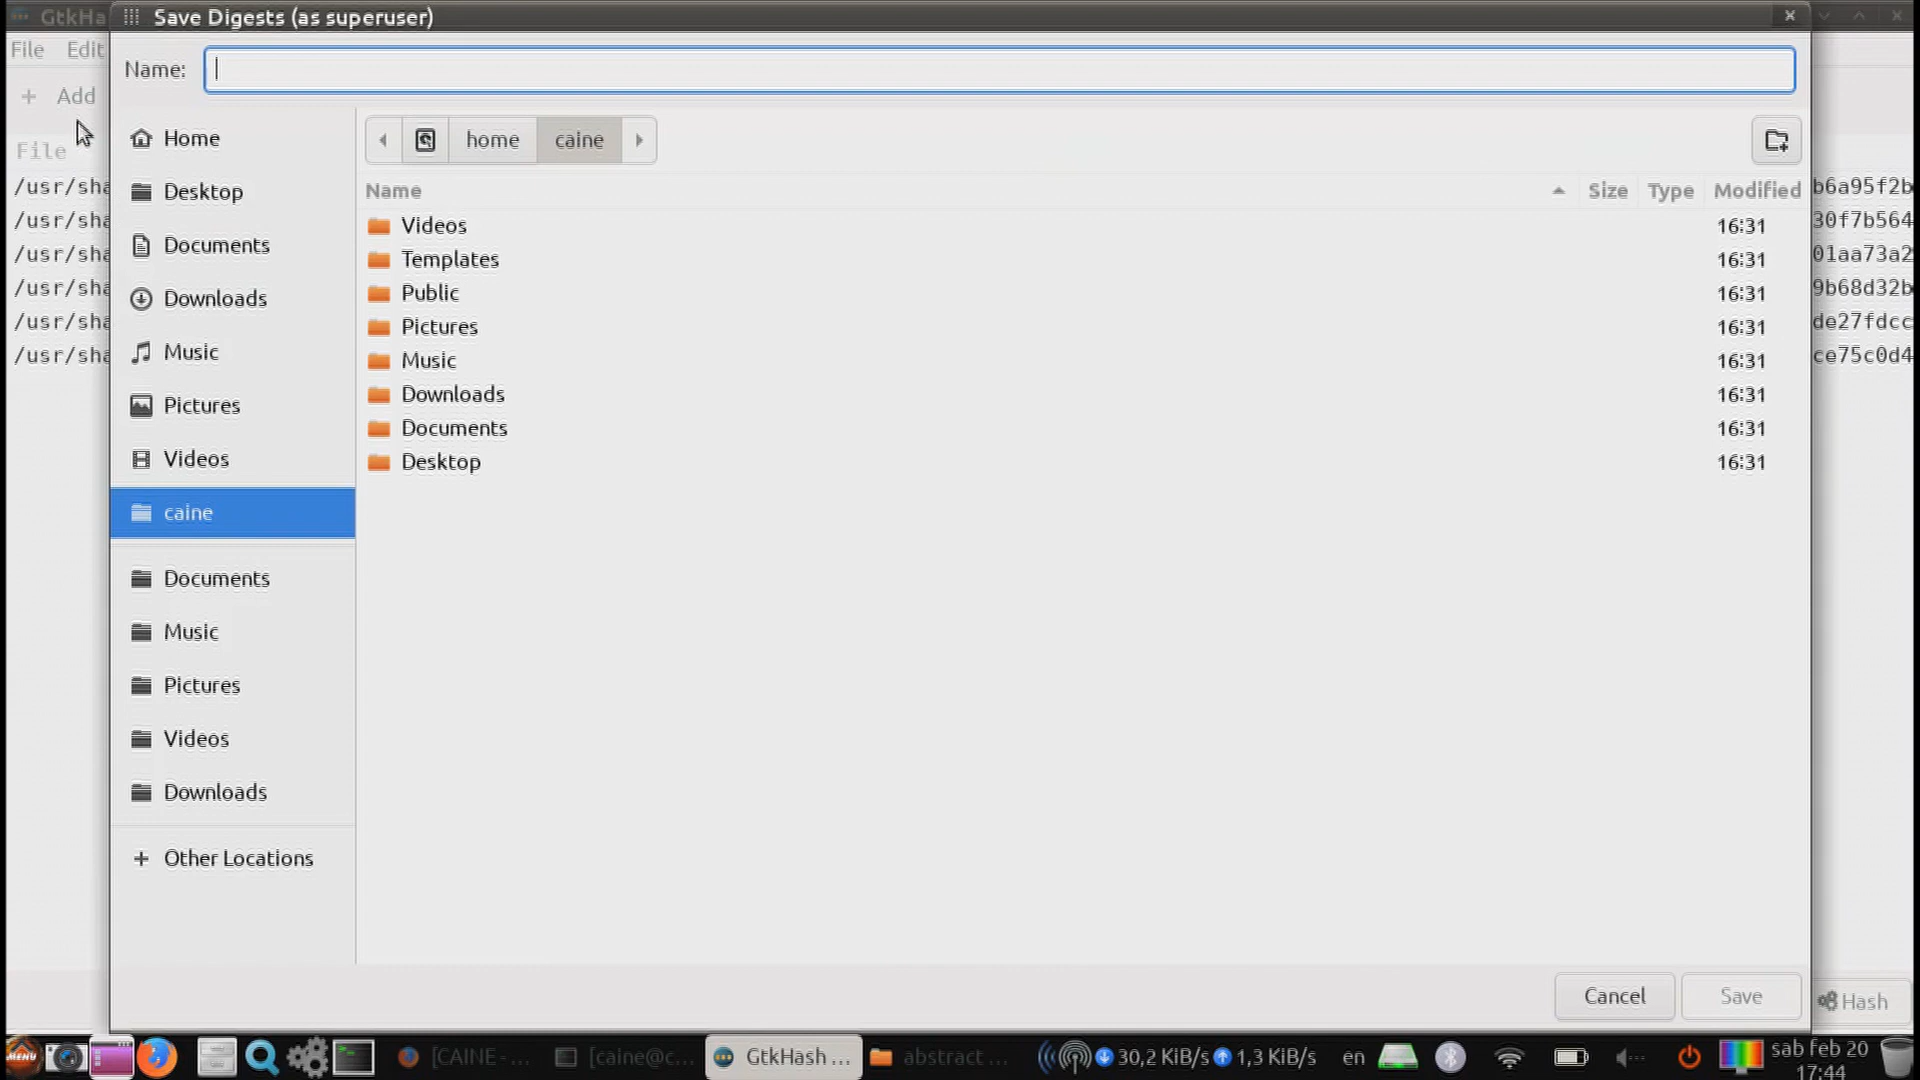 GtkHa
Save Digests (as superuser)
File Edit
Name:
+ Add
File
Home
Desktop
Documents
Downloads
Music
Pictures
Videos
caine
Documents
Music
Pictures
Videos
Downloads
+ Other Locations
home caine
Name Size Type Modified
Videos 16:31
Templates 16:31
Public 16:31
Pictures 16:31
Music 16:31
Downloads 16:31
Documents 16:31
Desktop 16:31
/usr/sha
/usr/sha
/usr/sha
/usr/sha
/usr/sha
/usr/sha
b6a95f2b
30f7b564
01aa73a2
9b68d32b
de27fdcc
ce75c0d4
Cancel Save
Hash
MENU
[CAINE - ...
[caine@c...
GtkHash ...
abstract ...
30,2 KiB/s 1,3 KiB/s
en
sab feb 20
17:44